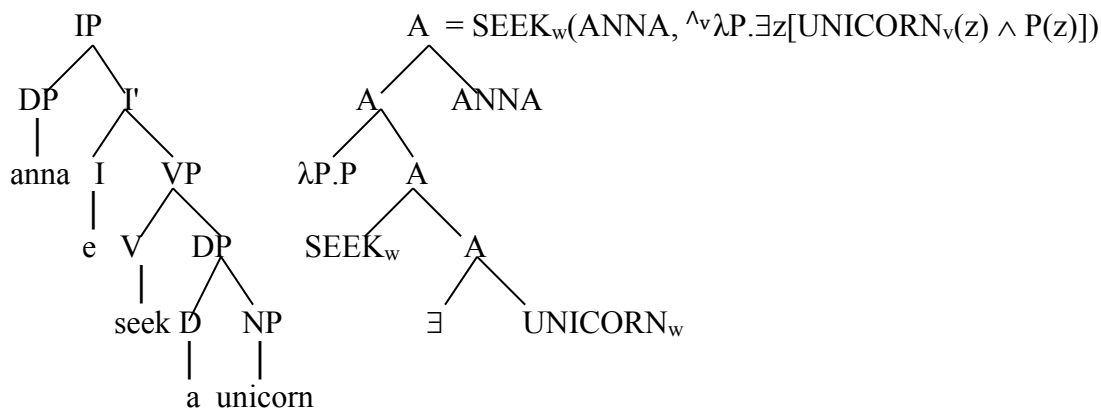 IP A = SEEKw(ANNA, ^vλP.∃z[UNICORNv(z) ∧ P(z)])
DP I' A ANNA
anna I VP λP.P A
e V DP SEEKw A
seek D NP ∃ UNICORNw
a unicorn